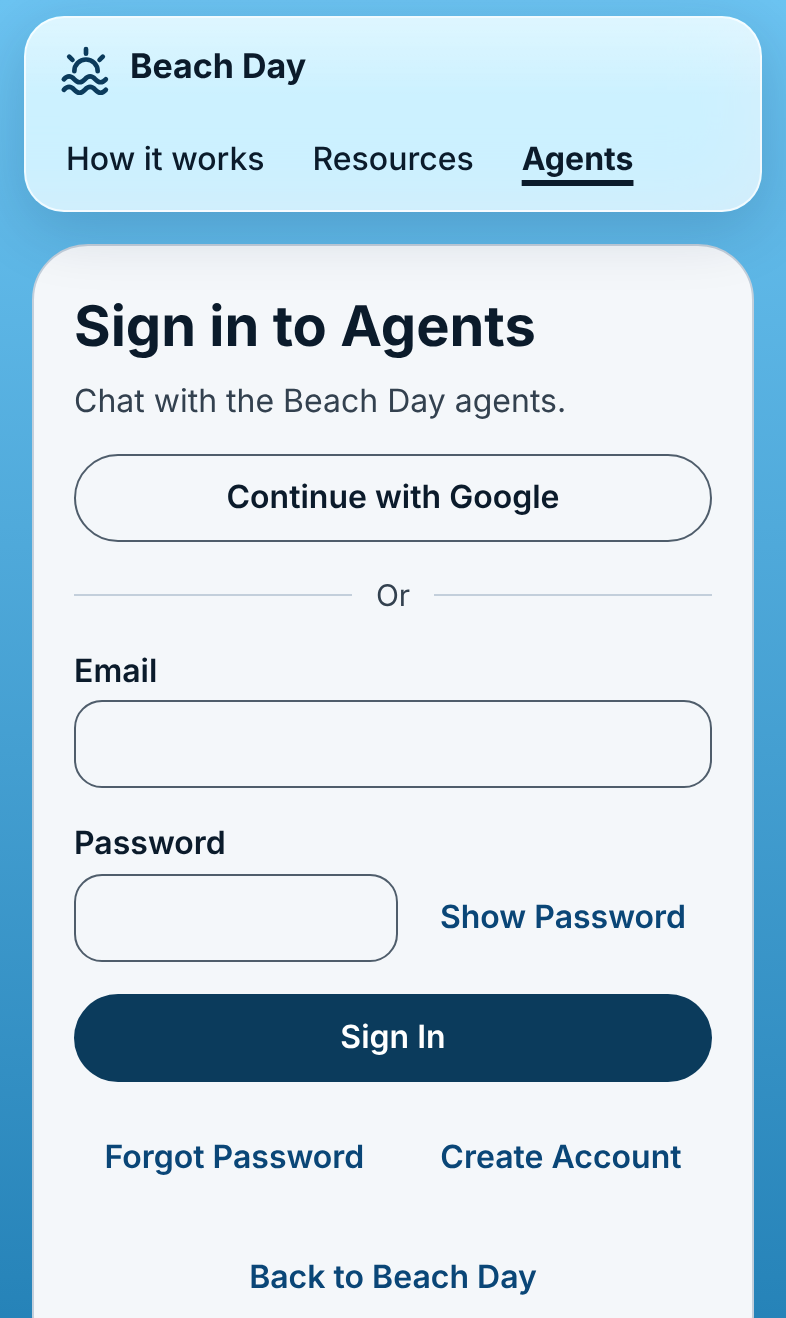 Beach Day
How it works Resources Agents
Sign in to Agents
Chat with the Beach Day agents.
Continue with Google
Or
Email
Password
Show Password
Sign In
Forgot Password Create Account
Back to Beach Day